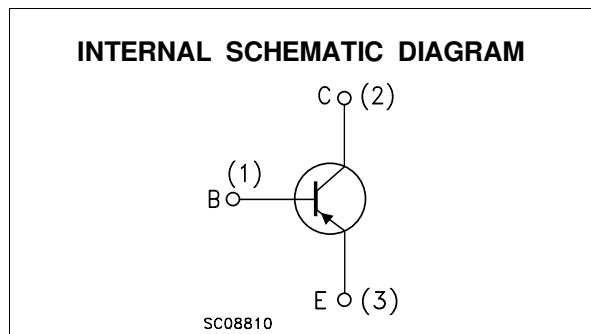 INTERNAL SCHEMATIC DIAGRAM
C (2)
(1)
B
E (3)
SC08810